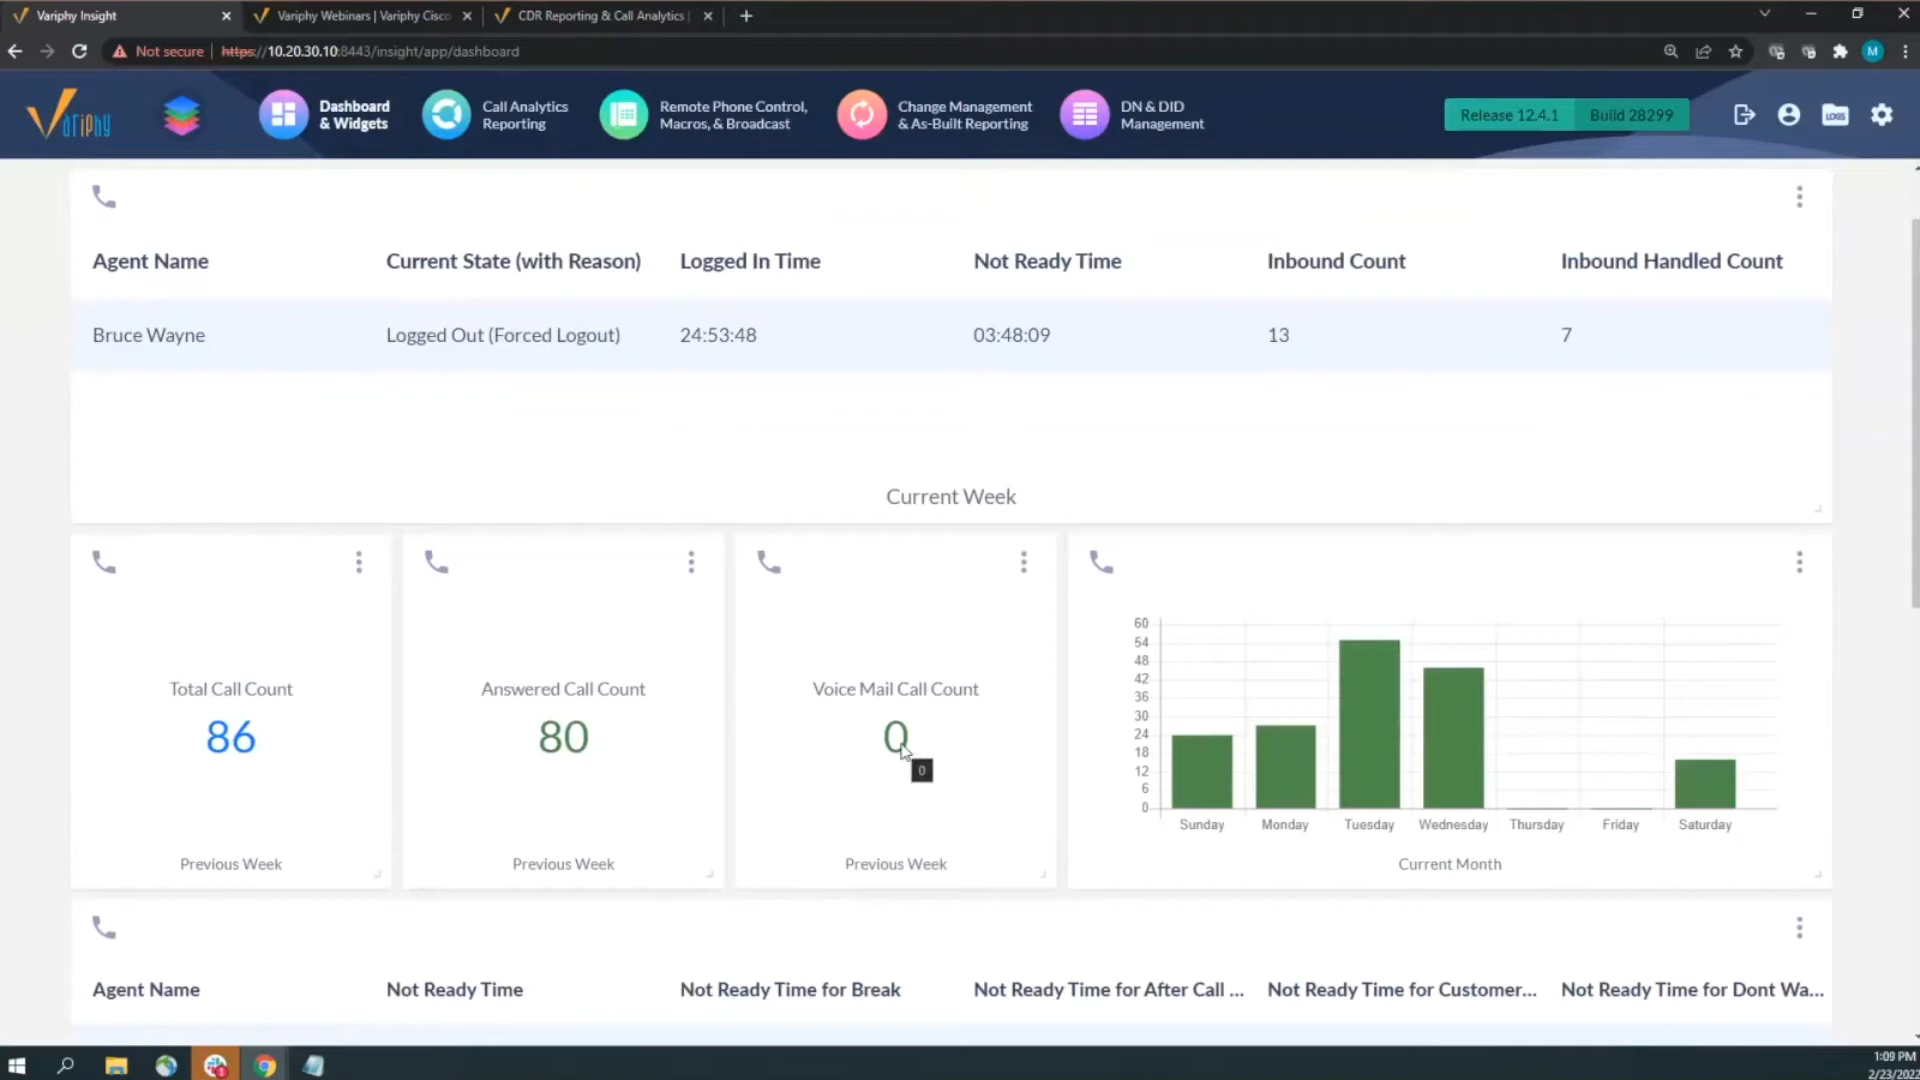 Variphy Insight
Variphy Webinars | Variphy Cisco
CDR Reporting & Call Analytics |
Not secure
https://10.20.30.10:8443/insight/app/dashboard
M
Variphy
Dashboard
& Widgets
Call Analytics
Reporting
Remote Phone Control,
Macros, & Broadcast
Change Management
& As-Built Reporting
DN & DID
Management
Release 12.4.1
Build 28299
LOGS
Agent Name
Current State (with Reason)
Logged In Time
Not Ready Time
Inbound Count
Inbound Handled Count
Bruce Wayne
Logged Out (Forced Logout)
24:53:48
03:48:09
13
7
Current Week
Total Call Count
86
Previous Week
Answered Call Count
80
Previous Week
Voice Mail Call Count
0
0
Previous Week
60
54
48
42
36
30
24
18
12
6
0
Sunday
Monday
Tuesday
Wednesday
Thursday
Friday
Saturday
Current Month
Agent Name
Not Ready Time
Not Ready Time for Break
Not Ready Time for After Call ...
Not Ready Time for Customer...
Not Ready Time for Dont Wa...
1:09 PM
2/23/2022